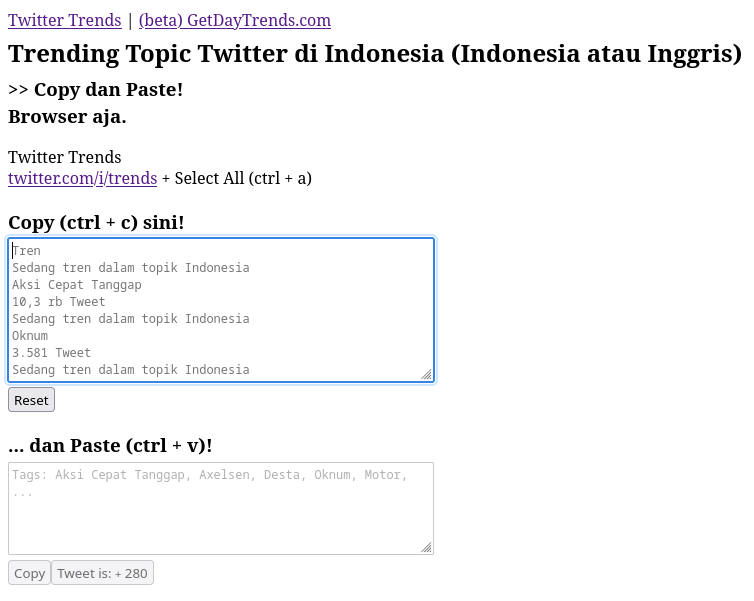 Twitter Trends | (beta) GetDayTrends.com
Trending Topic Twitter di Indonesia (Indonesia atau Inggris)
>> Copy dan Paste!
Browser aja.
Twitter Trends
twitter.com/i/trends + Select All (ctrl + a)
Copy (ctrl + c) sini!
Tren
Sedang tren dalam topik Indonesia
Aksi Cepat Tanggap
10,3 rb Tweet
Sedang tren dalam topik Indonesia
Oknum
3.581 Tweet
Sedang tren dalam topik Indonesia
Reset
... dan Paste (ctrl + v)!
Tags: Aksi Cepat Tanggap, Axelsen, Desta, Oknum, Motor,
...
Copy Tweet is: + 280